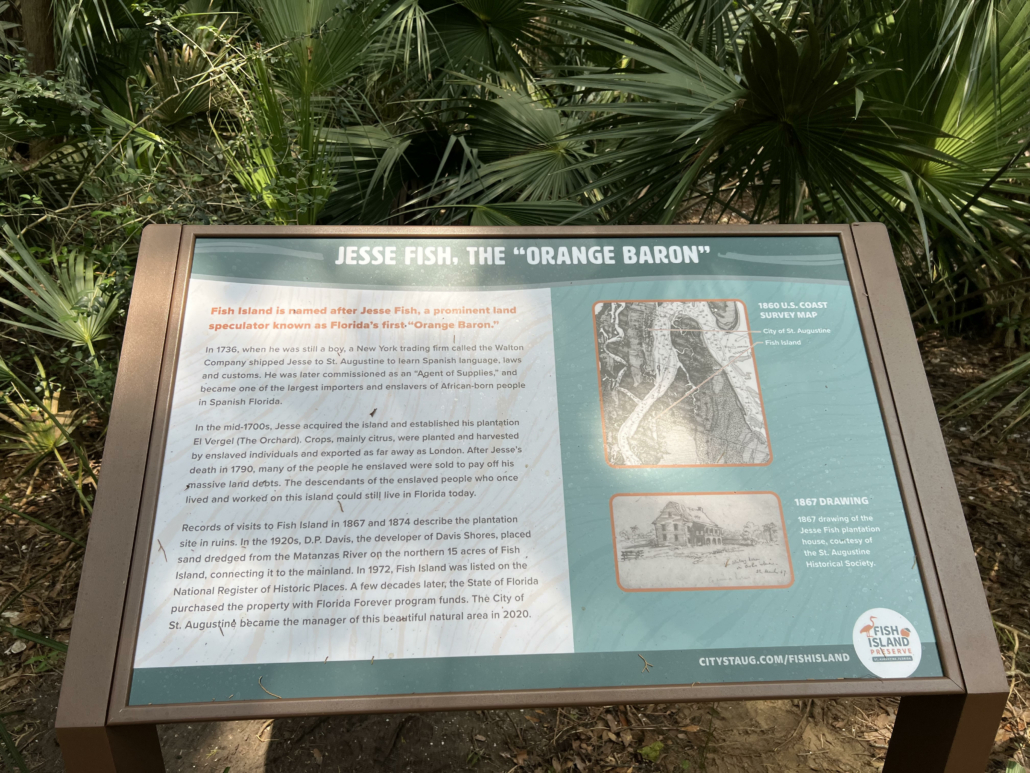 JESSE FISH, THE “ORANGE BARON”
Fish Island is named after Jesse Fish, a prominent land
speculator known as Florida's first “Orange Baron.”
In 1736, when he was still a boy, a New York trading firm called the Walton
Company shipped Jesse to St. Augustine to learn Spanish language, laws
and customs. He was later commissioned as an “Agent of Supplies,” and
became one of the largest importers and enslavers of African-born people
in Spanish Florida.
In the mid-1700s, Jesse acquired the island and established his plantation
El Vergel (The Orchard). Crops, mainly citrus, were planted and harvested
by enslaved individuals and exported as far away as London. After Jesse's
death in 1790, many of the people he enslaved were sold to pay off his
massive land debts. The descendants of the enslaved people who once
lived and worked on this island could still live in Florida today.
Records of visits to Fish Island in 1867 and 1874 describe the plantation
site in ruins. In the 1920s, D.P. Davis, the developer of Davis Shores, placed
sand dredged from the Matanzas River on the northern 15 acres of Fish
Island, connecting it to the mainland. In 1972, Fish Island was listed on the
National Register of Historic Places. A few decades later, the State of Florida
purchased the property with Florida Forever program funds. The City of
St. Augustine became the manager of this beautiful natural area in 2020.
1860 U.S. COAST
SURVEY MAP
City of St. Augustine
Fish Island
1867 DRAWING
1867 drawing of the
Jesse Fish plantation
house, courtesy of
the St. Augustine
Historical Society.
CITYSTAUG.COM/FISHISLAND
FISH
ISLAND
PRESERVE